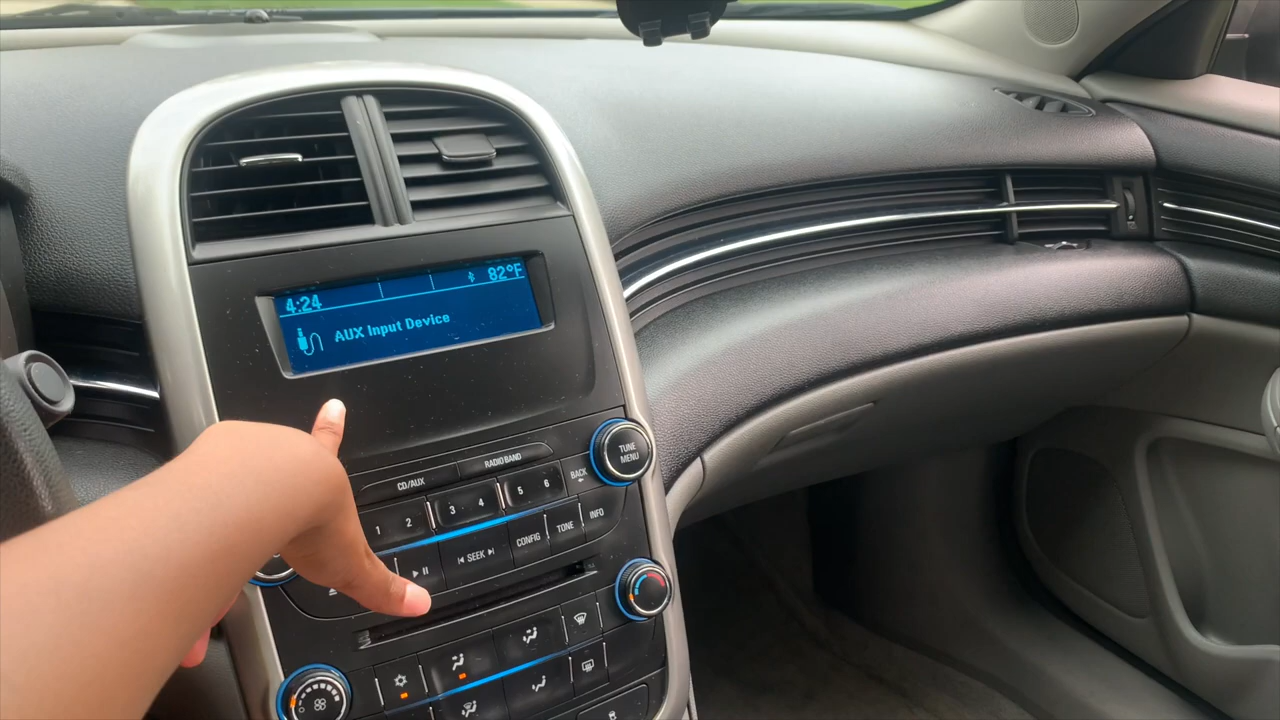 4:24 82°F
AUX Input Device
CD/AUX RADIO BAND
TUNE
MENU
1 2 3 4 5 6 BACK
SEEK CONFIG TONE INFO